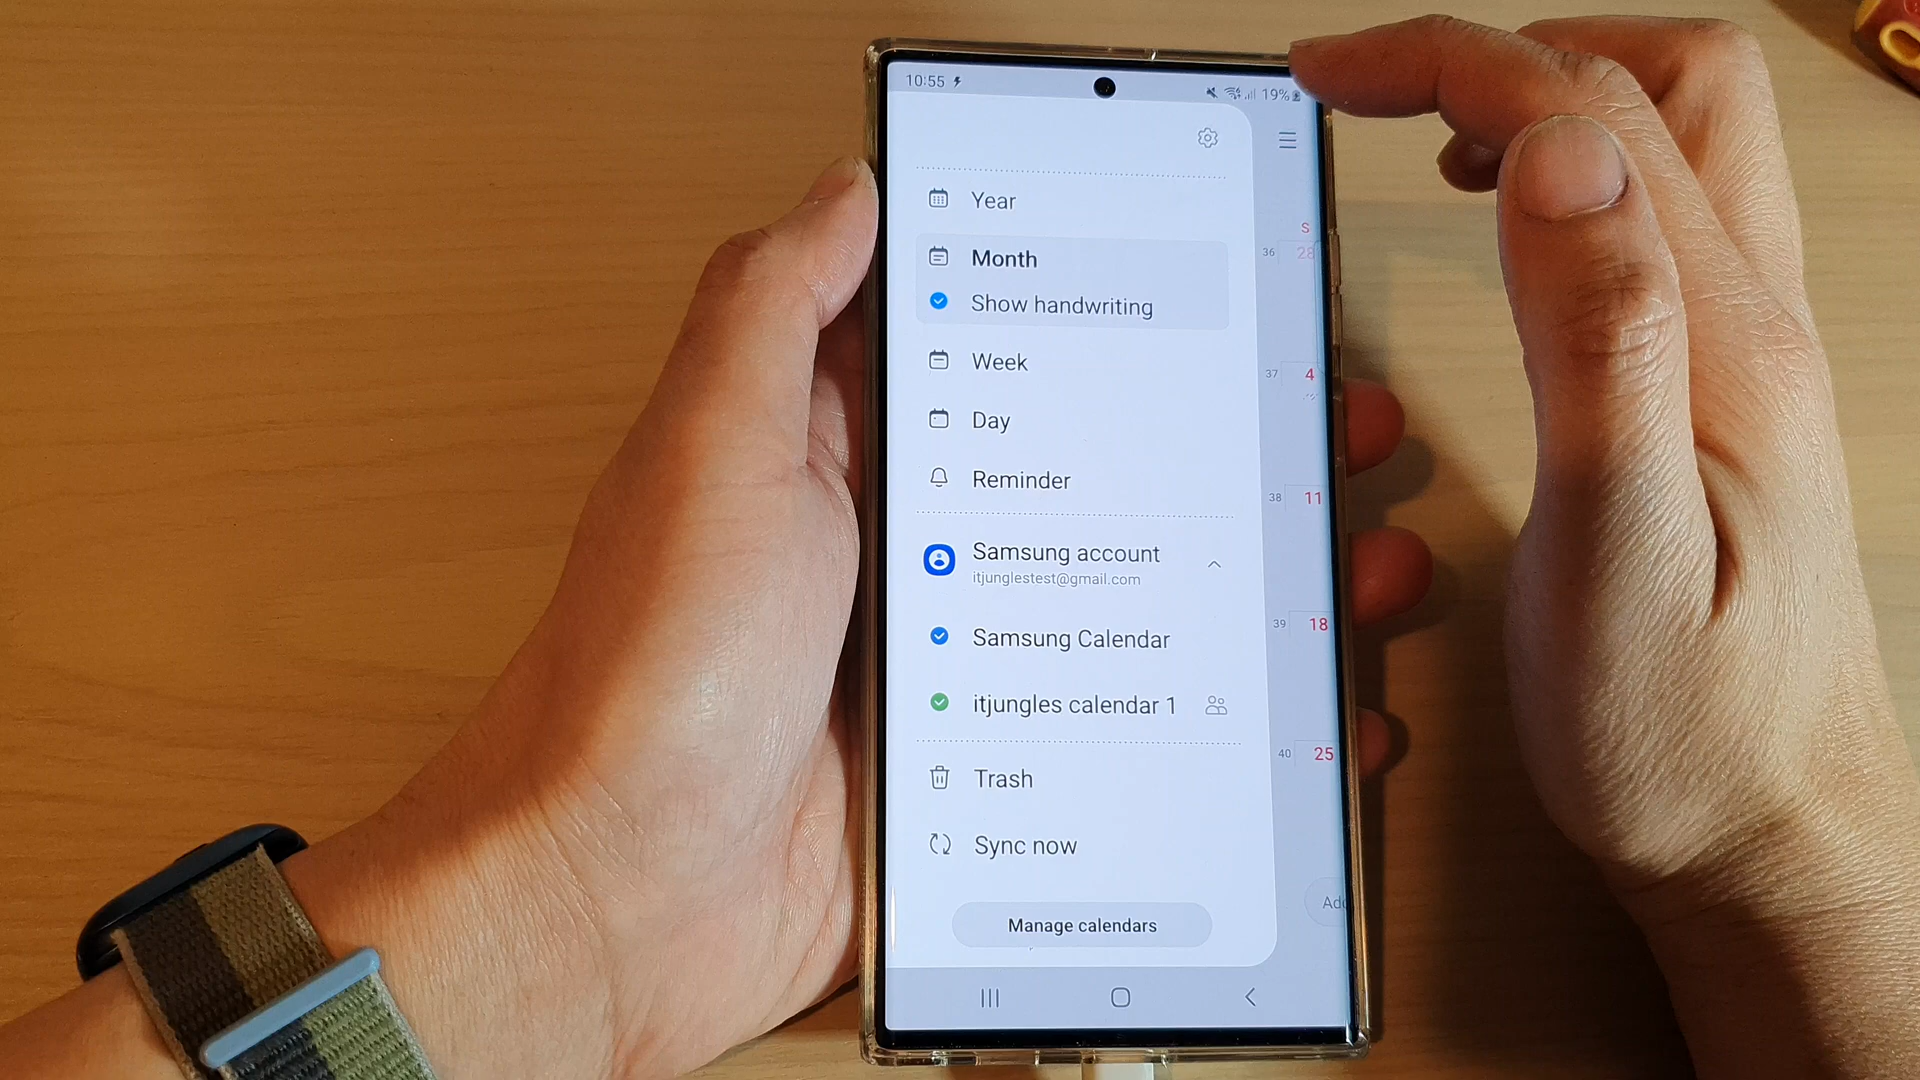 10:55
19%
Year
Month
Show handwriting
Week
Day
Reminder
Samsung account
itjunglestest@gmail.com
Samsung Calendar
itjungles calendar 1
Trash
Sync now
Manage calendars
S
36 28
37 4
38 11
39 18
40 25